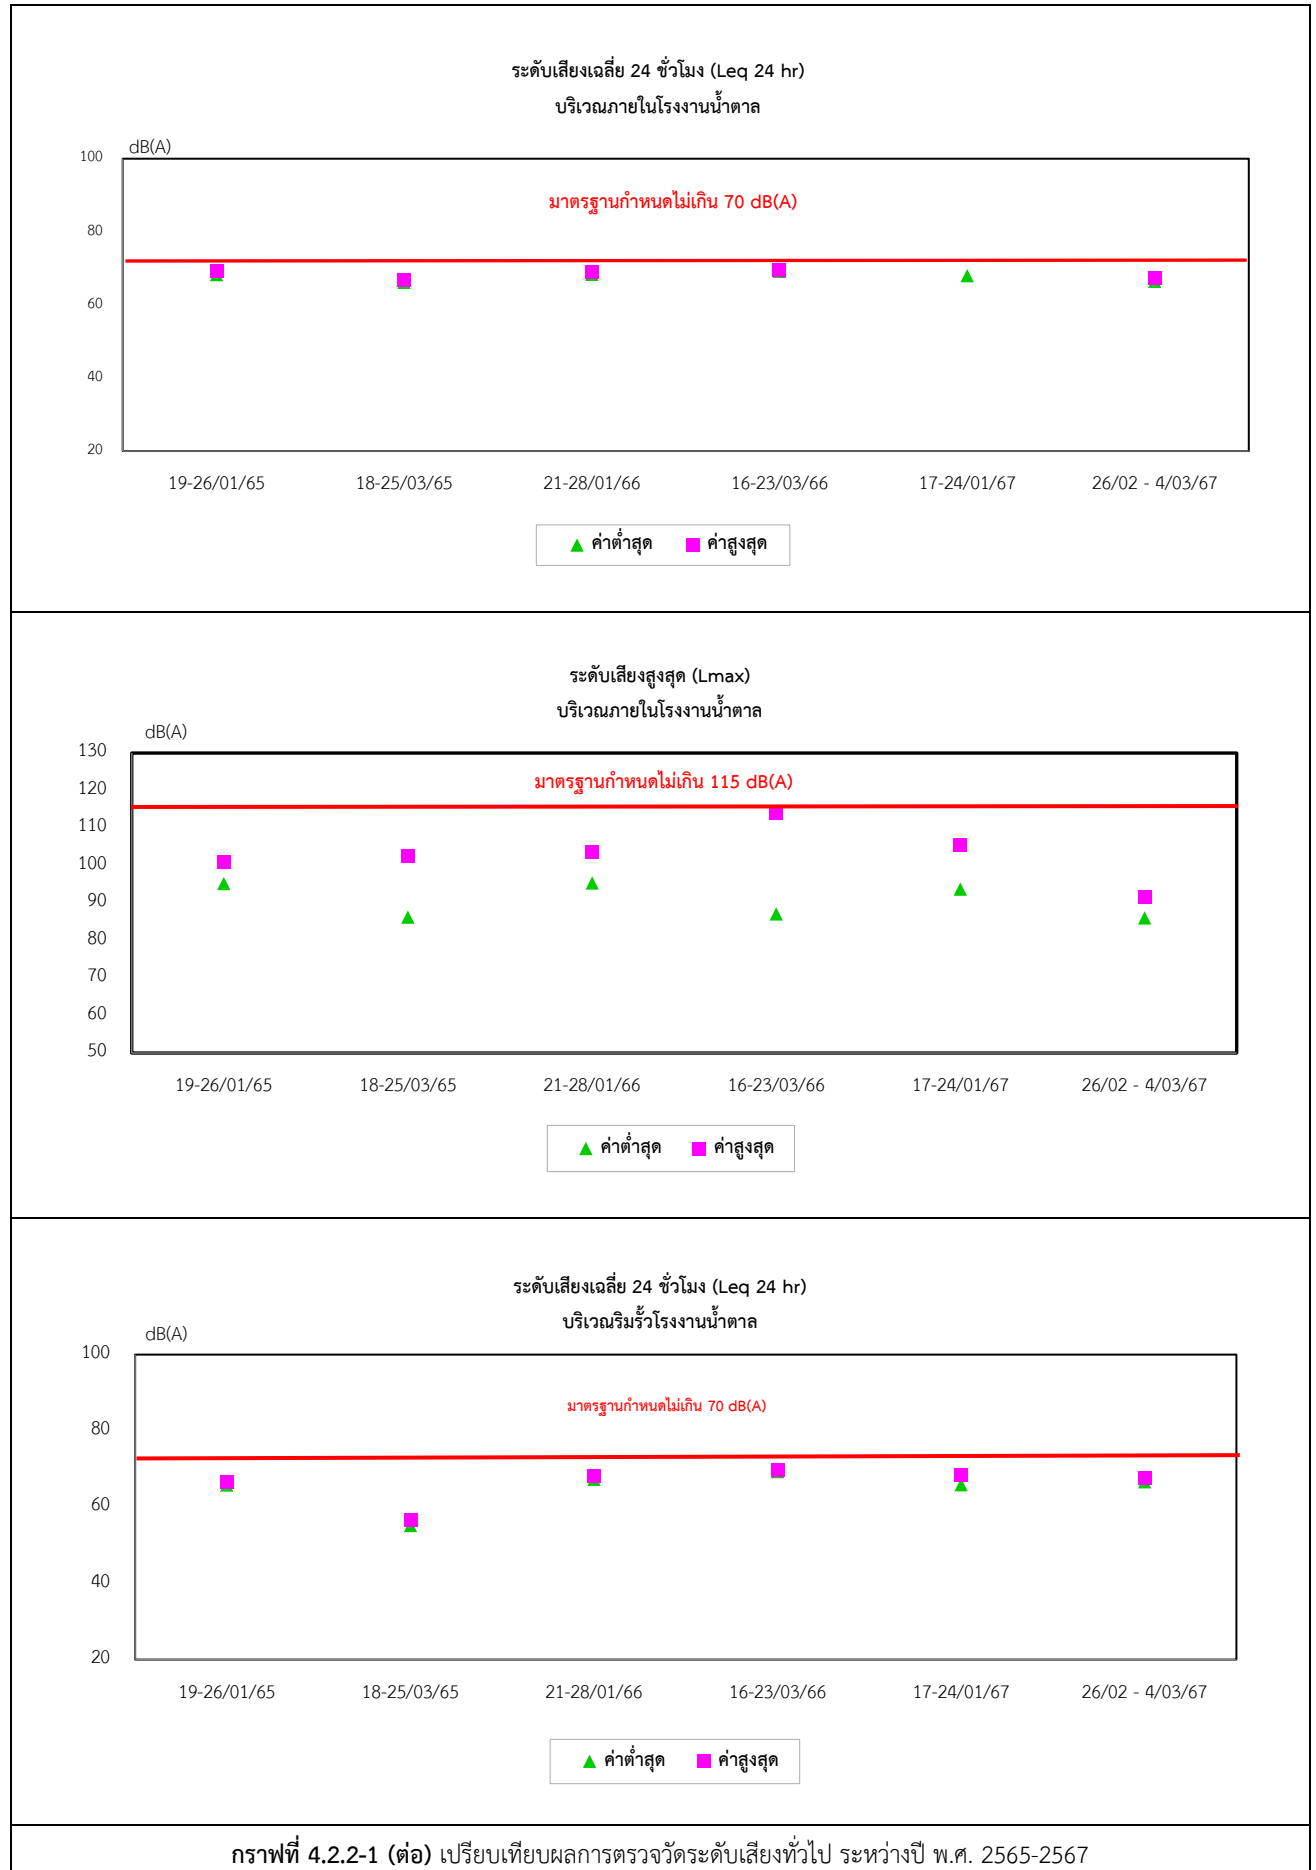 ระดับเสียงเฉลี่ย 24 ชั่วโมง (Leq 24 hr)
บริเวณภายในโรงงานน้ำตาล
dB(A)
100
มาตรฐานกำหนดไม่เกิน 70 dB(A)
80
60
40
20
19-26/01/65 18-25/03/65 21-28/01/66 16-23/03/66 17-24/01/67 26/02 - 4/03/67
ค่าต่ำสุด ค่าสูงสุด
ระดับเสียงสูงสุด (Lmax)
บริเวณภายในโรงงานน้ำตาล
dB(A)
130
มาตรฐานกำหนดไม่เกิน 115 dB(A)
120
110
100
90
80
70
60
50
19-26/01/65 18-25/03/65 21-28/01/66 16-23/03/66 17-24/01/67 26/02 - 4/03/67
ค่าต่ำสุด ค่าสูงสุด
ระดับเสียงเฉลี่ย 24 ชั่วโมง (Leq 24 hr)
บริเวณริมรั้วโรงงานน้ำตาล
dB(A)
100
มาตรฐานกำหนดไม่เกิน 70 dB(A)
80
60
40
20
19-26/01/65 18-25/03/65 21-28/01/66 16-23/03/66 17-24/01/67 26/02 - 4/03/67
ค่าต่ำสุด ค่าสูงสุด
กราฟที่ 4.2.2-1 (ต่อ) เปรียบเทียบผลการตรวจวัดระดับเสียงทั่วไป ระหว่างปี พ.ศ. 2565-2567